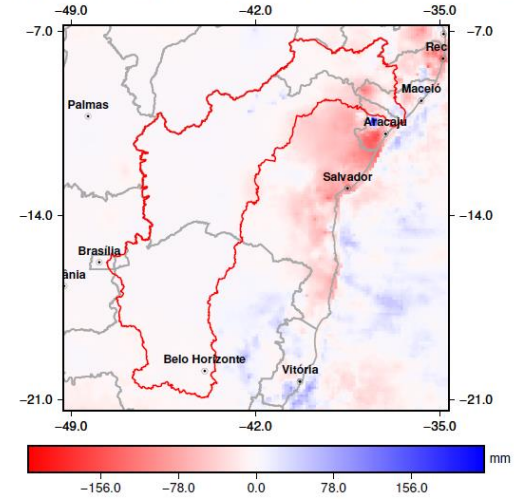 −49.0 −42.0 −35.0
−7.0 −7.0
Rec
Maceió
Palmas
Aracaju
Salvador
−14.0 −14.0
Brasília
ânia
Belo Horizonte
Vitória
−21.0 −21.0
−49.0 −42.0 −35.0
mm
−156.0 −78.0 0.0 78.0 156.0